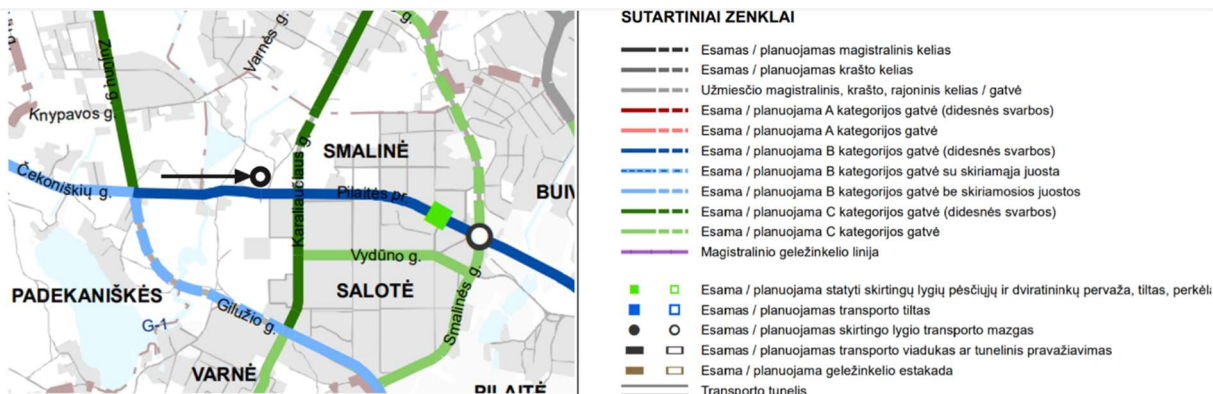 SUTARTINIAI ZENKLAI
Esamas / planuojamas magistralinis kelias
Esamas / planuojamas krašto kelias
Užmiesčio magistralinis, krašto, rajoninis kelias / gatvė
Esama / planuojama A kategorijos gatvė (didesnės svarbos)
Esama / planuojama A kategorijos gatvė
Esama / planuojama B kategorijos gatvė (didesnės svarbos)
Esama / planuojama B kategorijos gatvė su skiriamąja juosta
Esama / planuojama B kategorijos gatvė be skiriamosios juostos
Esama / planuojama C kategorijos gatvė (didesnės svarbos)
Esama / planuojama C kategorijos gatvė
Magistralinio geležinkelio linija
Esama / planuojama statyti skirtingų lygių pėsčiųjų ir dviratininkų pervaža, tiltas, perkėla
Esamas / planuojamas transporto tiltas
Esamas / planuojamas skirtingo lygio transporto mazgas
Esamas / planuojamas transporto viadukas ar tunelinis pravažiavimas
Esama / planuojama geležinkelio estakada
Transporto tunelis
g.
Varnės g.
Zujūnų g.
Knypavos g.
Karaliaučiaus g.
SMALINĖ
Čekoniškių g.
Pilaitės pr.
BUIV
Vydūno g.
PADEKANIŠKĖS
SALOTĖ
Smalinės g.
Gilužio g.
G-1
VARNĖ
PILAITĖ